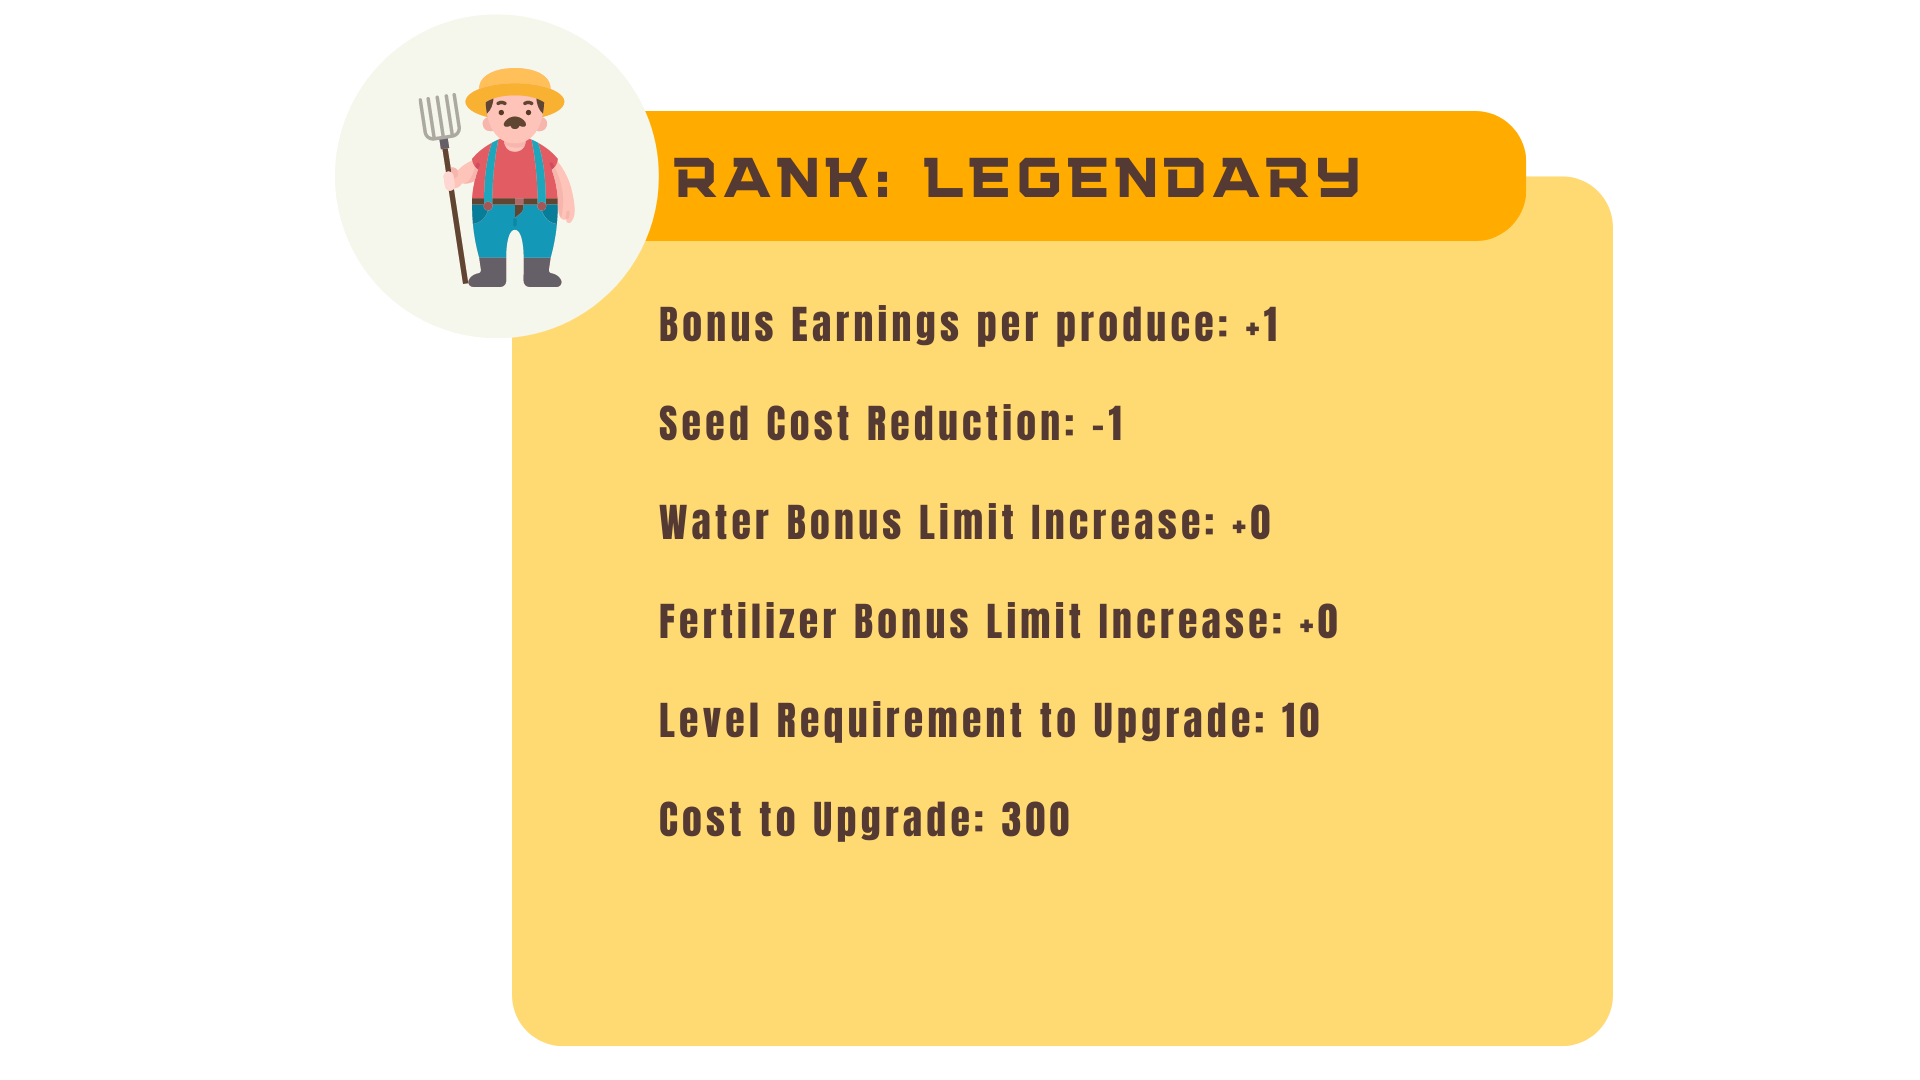 RANK: LEGENDARY
Bonus Earnings per produce: +1
Seed Cost Reduction: -1
Water Bonus Limit Increase: +0
Fertilizer Bonus Limit Increase: +0
Level Requirement to Upgrade: 10
Cost to Upgrade: 300